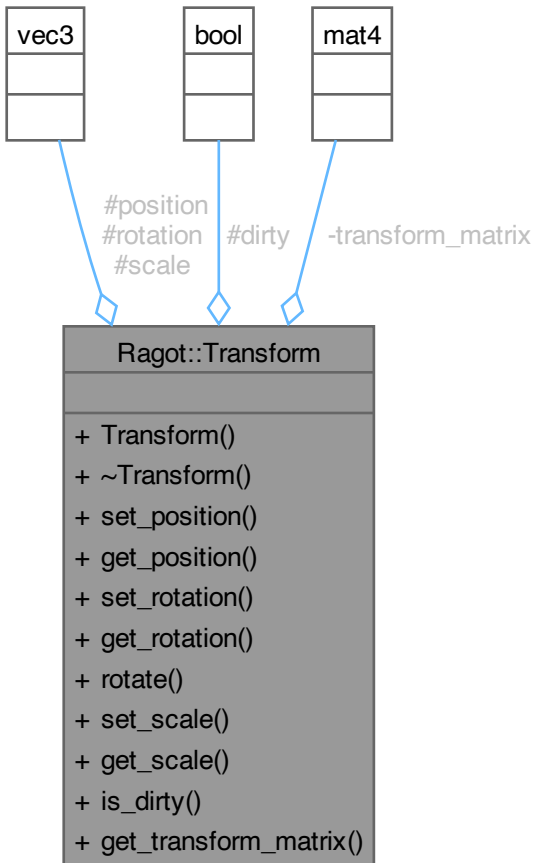 vec3
bool
mat4
#position
#rotation
#scale
#dirty
-transform_matrix
Ragot::Transform
+ Transform()
+ ~Transform()
+ set_position()
+ get_position()
+ set_rotation()
+ get_rotation()
+ rotate()
+ set_scale()
+ get_scale()
+ is_dirty()
+ get_transform_matrix()